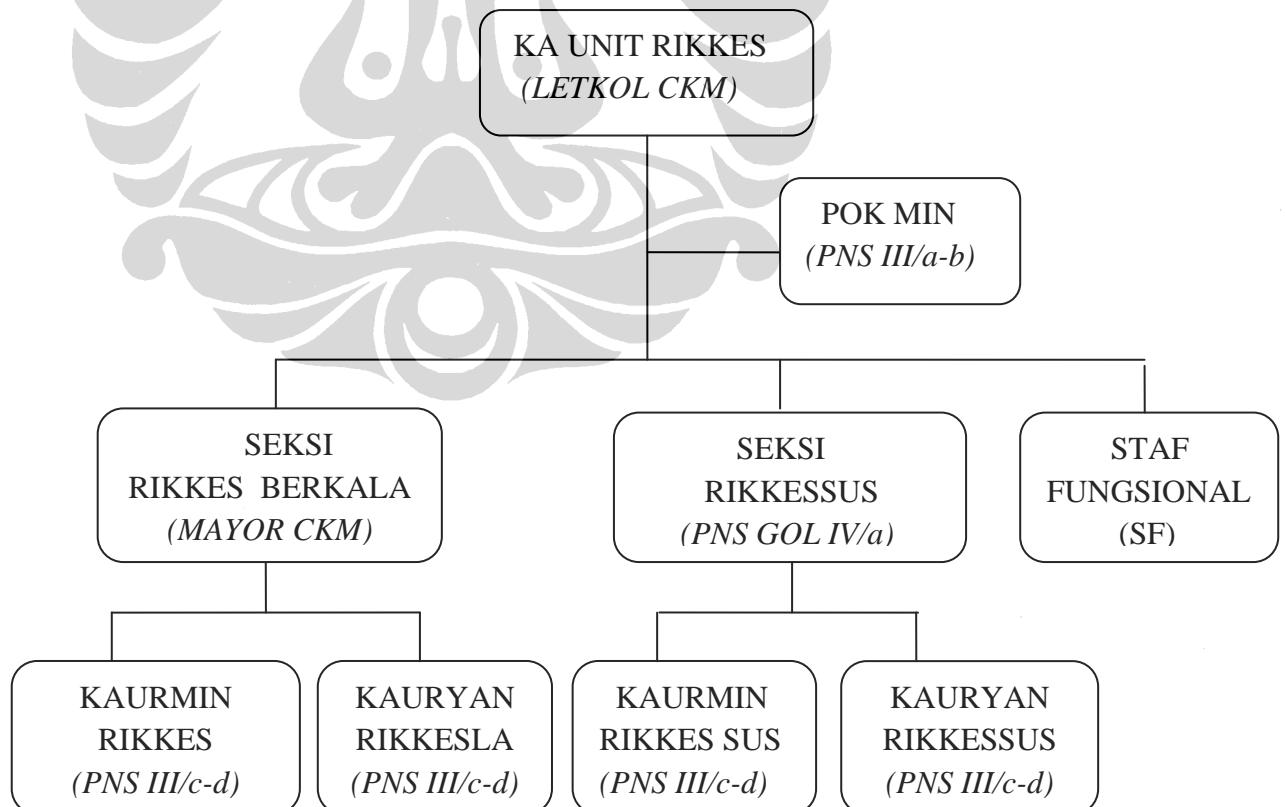 KA UNIT RIKKES
(LETKOL CKM)
POK MIN
(PNS III/a-b)
SEKSI
RIKKES BERKALA
(MAYOR CKM)
SEKSI
RIKKESSUS
(PNS GOL IV/a)
STAF
FUNGSIONAL
(SF)
KAURMIN
RIKKES
(PNS III/c-d)
KAURYAN
RIKKESLA
(PNS III/c-d)
KAURMIN
RIKKES SUS
(PNS III/c-d)
KAURYAN
RIKKESSUS
(PNS III/c-d)